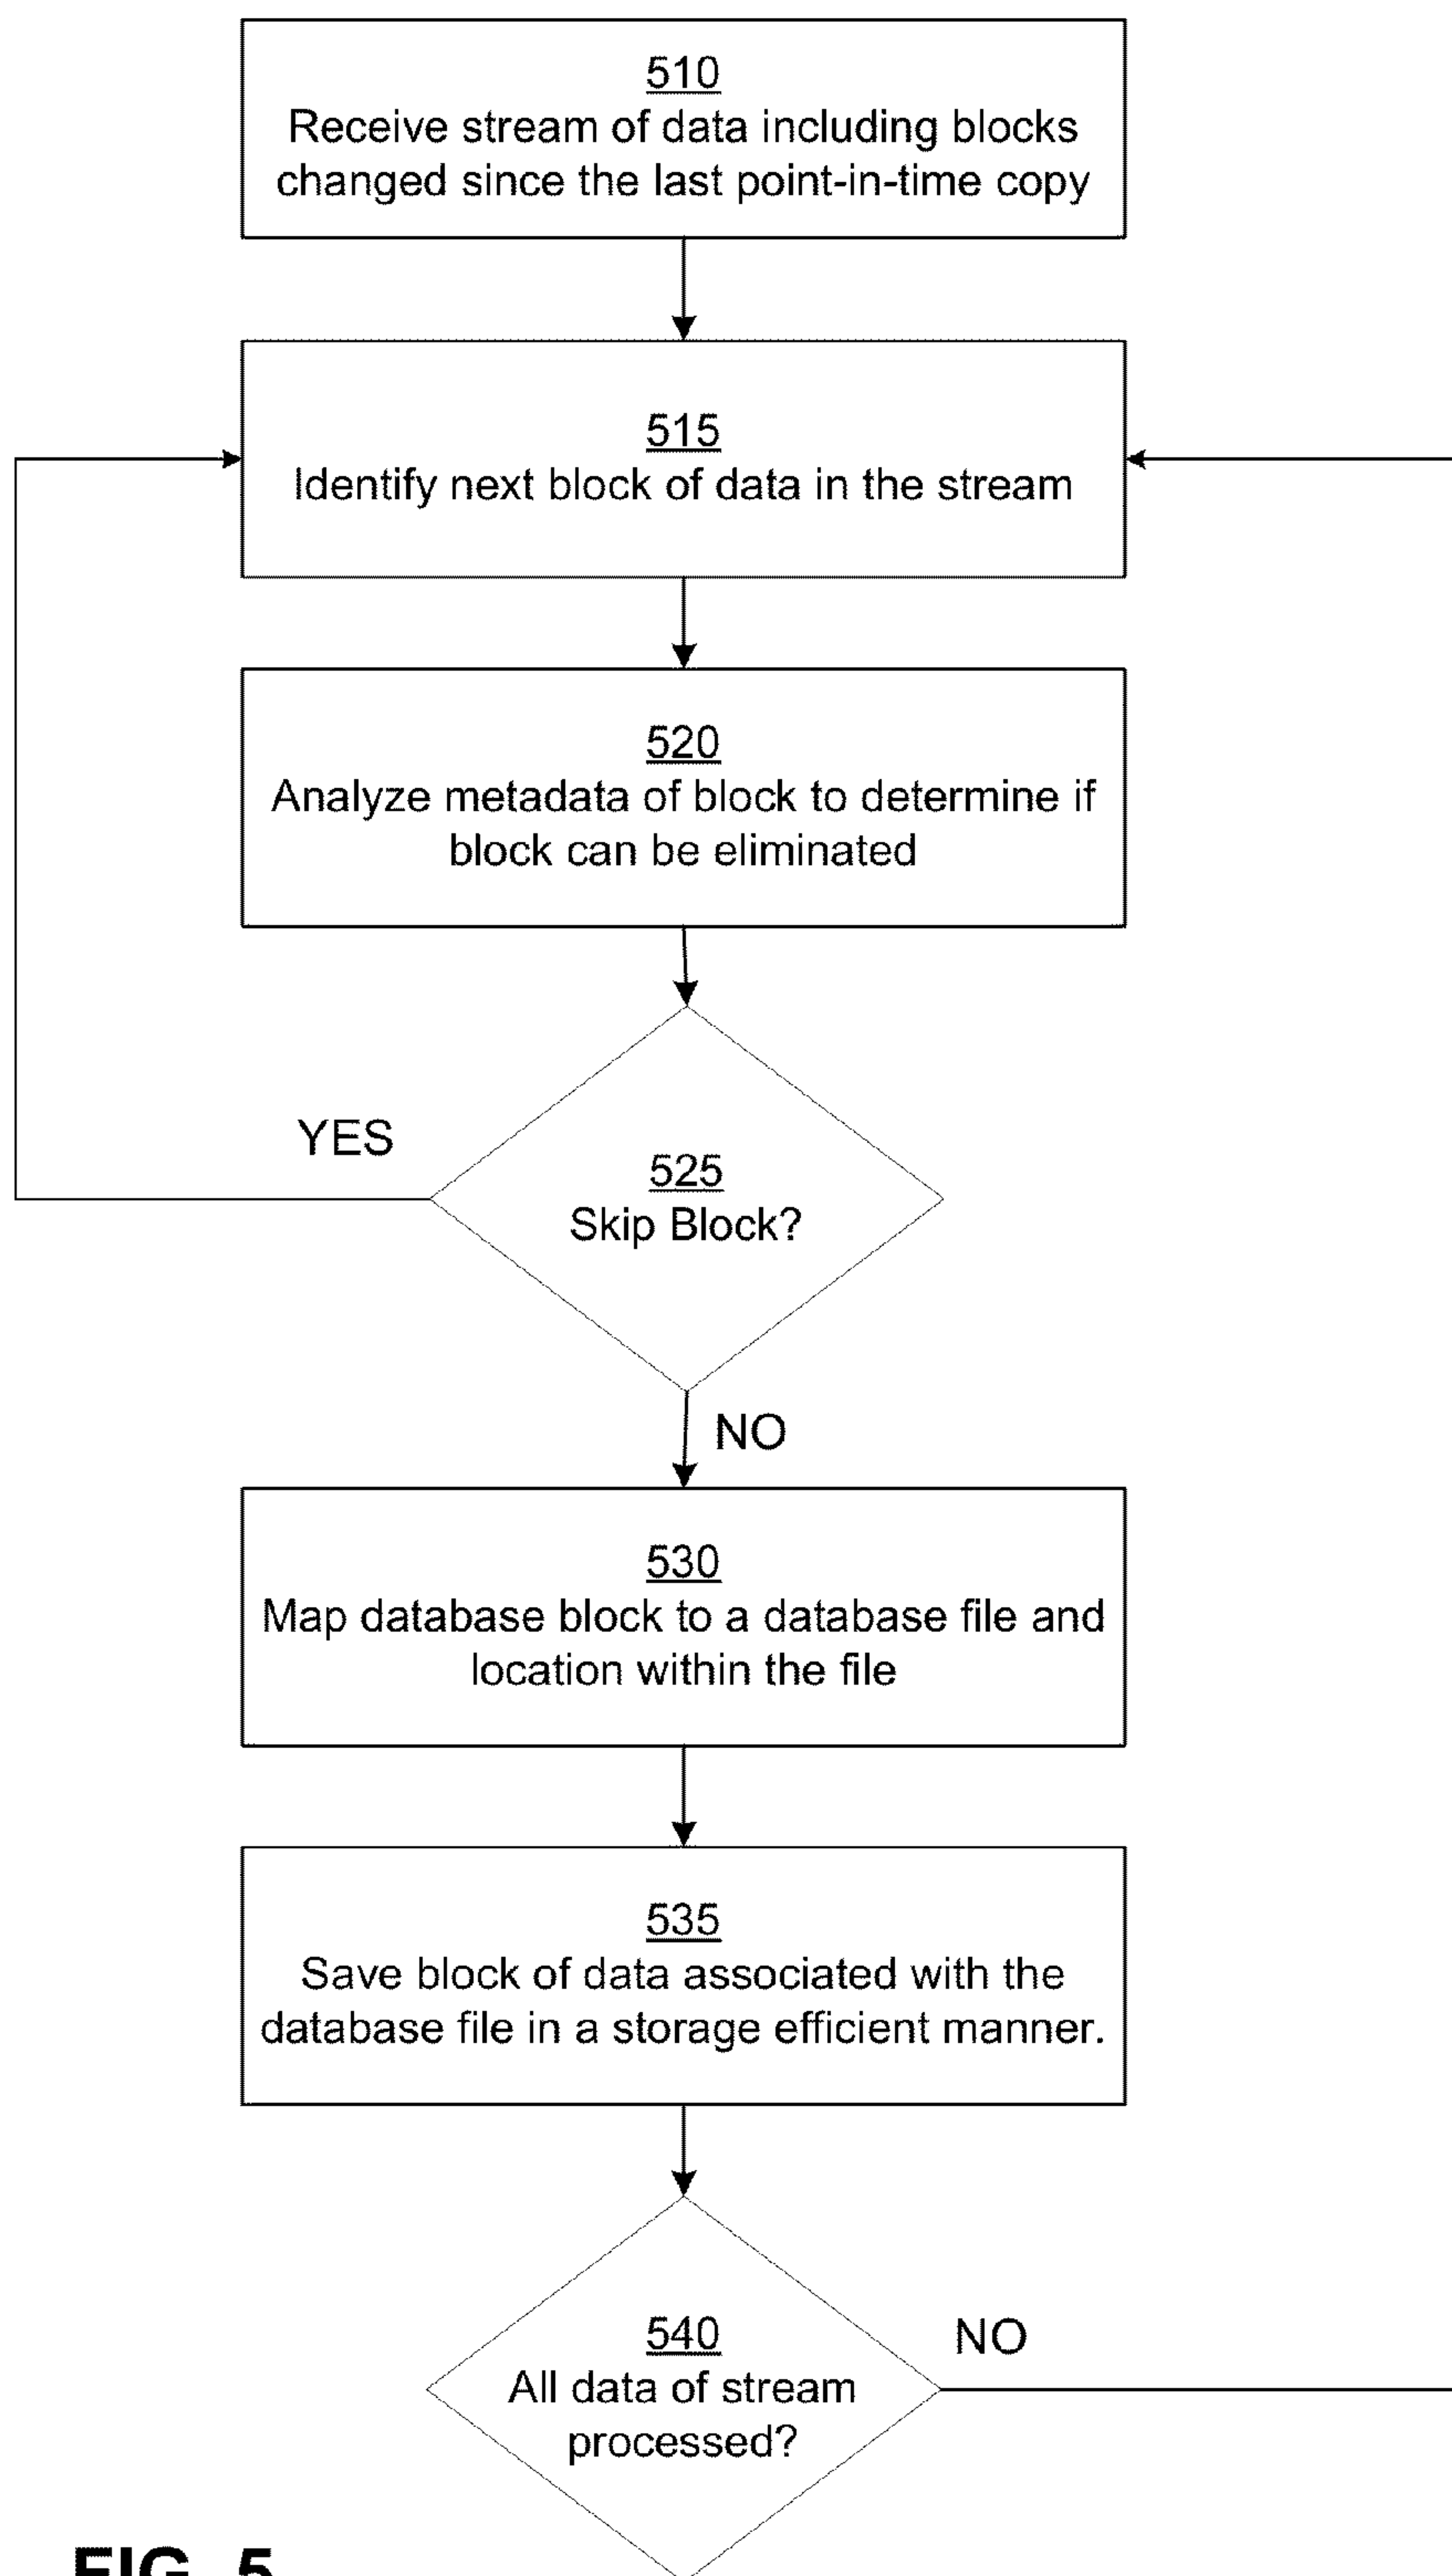 510
Receive stream of data including blocks
changed since the last point-in-time copy
515
Identify next block of data in the stream
520
Analyze metadata of block to determine if
block can be eliminated
YES
525
Skip Block?
NO
530
Map database block to a database file and
location within the file
535
Save block of data associated with the
database file in a storage efficient manner.
NO
540
All data of stream
processed?
FIG. 5